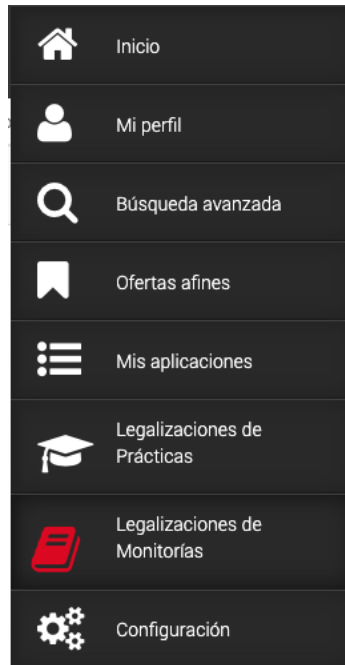 Inicio
Mi perfil
Búsqueda avanzada
Ofertas afines
Mis aplicaciones
Legalizaciones de
Prácticas
Legalizaciones de
Monitorías
Configuración